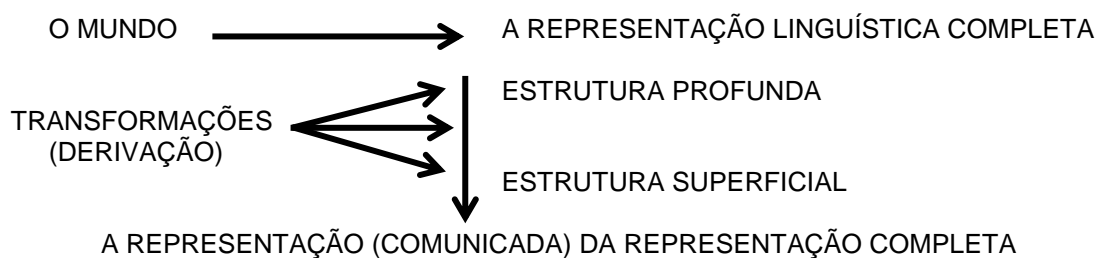 O MUNDO
A REPRESENTAÇÃO LINGUÍSTICA COMPLETA
ESTRUTURA PROFUNDA
TRANSFORMAÇÕES
(DERIVAÇÃO)
ESTRUTURA SUPERFICIAL
A REPRESENTAÇÃO (COMUNICADA) DA REPRESENTAÇÃO COMPLETA